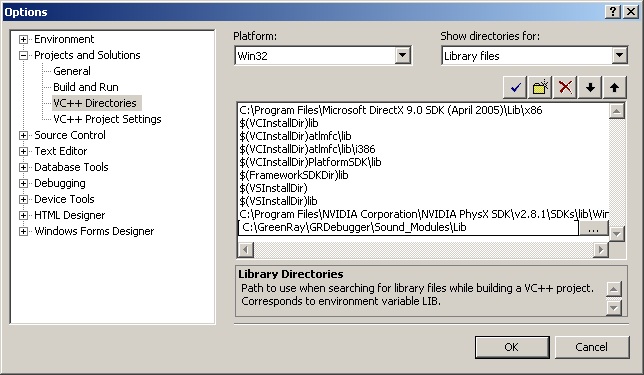 Options
Environment
Projects and Solutions
General
Build and Run
VC++ Directories
VC++ Project Settings
Source Control
Text Editor
Database Tools
Debugging
Device Tools
HTML Designer
Windows Forms Designer
Platform:
Show directories for:
Win32
Library files
C:\Program Files\Microsoft DirectX 9.0 SDK (April 2005)\Lib\x86
$(VCInstallDir)lib
$(VCInstallDir)atlmfc\lib
$(VCInstallDir)atlmfc\lib\i386
$(VCInstallDir)PlatformSDK\lib
$(FrameworkSDKDir)lib
$(VSInstallDir)
$(VSInstallDir)lib
C:\Program Files\NVIDIA Corporation\NVIDIA PhysX SDK\v2.8.1\SDKs\lib\Win
C:\GreenRay\GRDebugger\Sound_Modules\Lib
...
Library Directories
Path to use when searching for library files while building a VC++ project.
Corresponds to environment variable LIB.
OK
Cancel